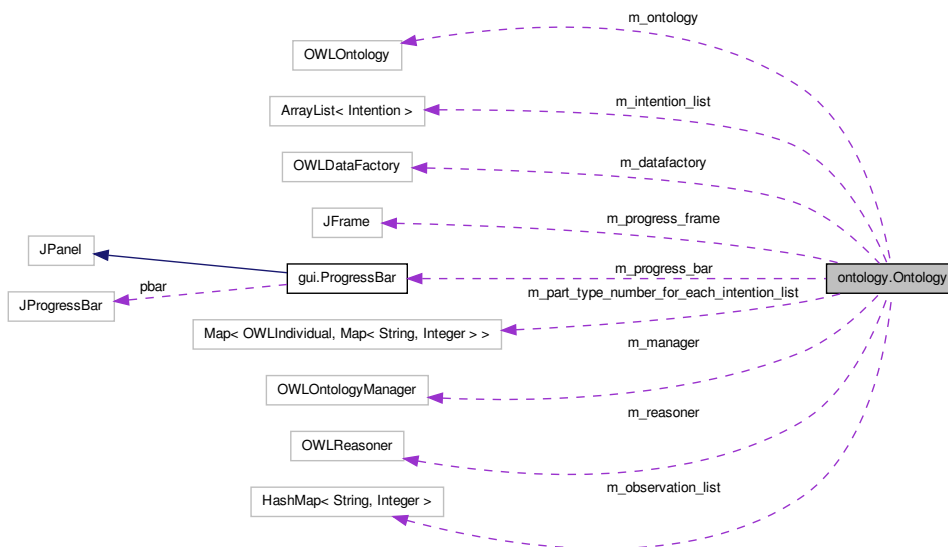 m_ontology
OWLOntology
ArrayList< Intention >
m_intention_list
OWLDataFactory
m_datafactory
JFrame
m_progress_frame
JPanel
gui.ProgressBar
m_progress_bar
ontology.Ontology
pbar
JProgressBar
m_part_type_number_for_each_intention_list
Map< OWLIndividual, Map< String, Integer > >
m_manager
OWLOntologyManager
m_reasoner
OWLReasoner
m_observation_list
HashMap< String, Integer >